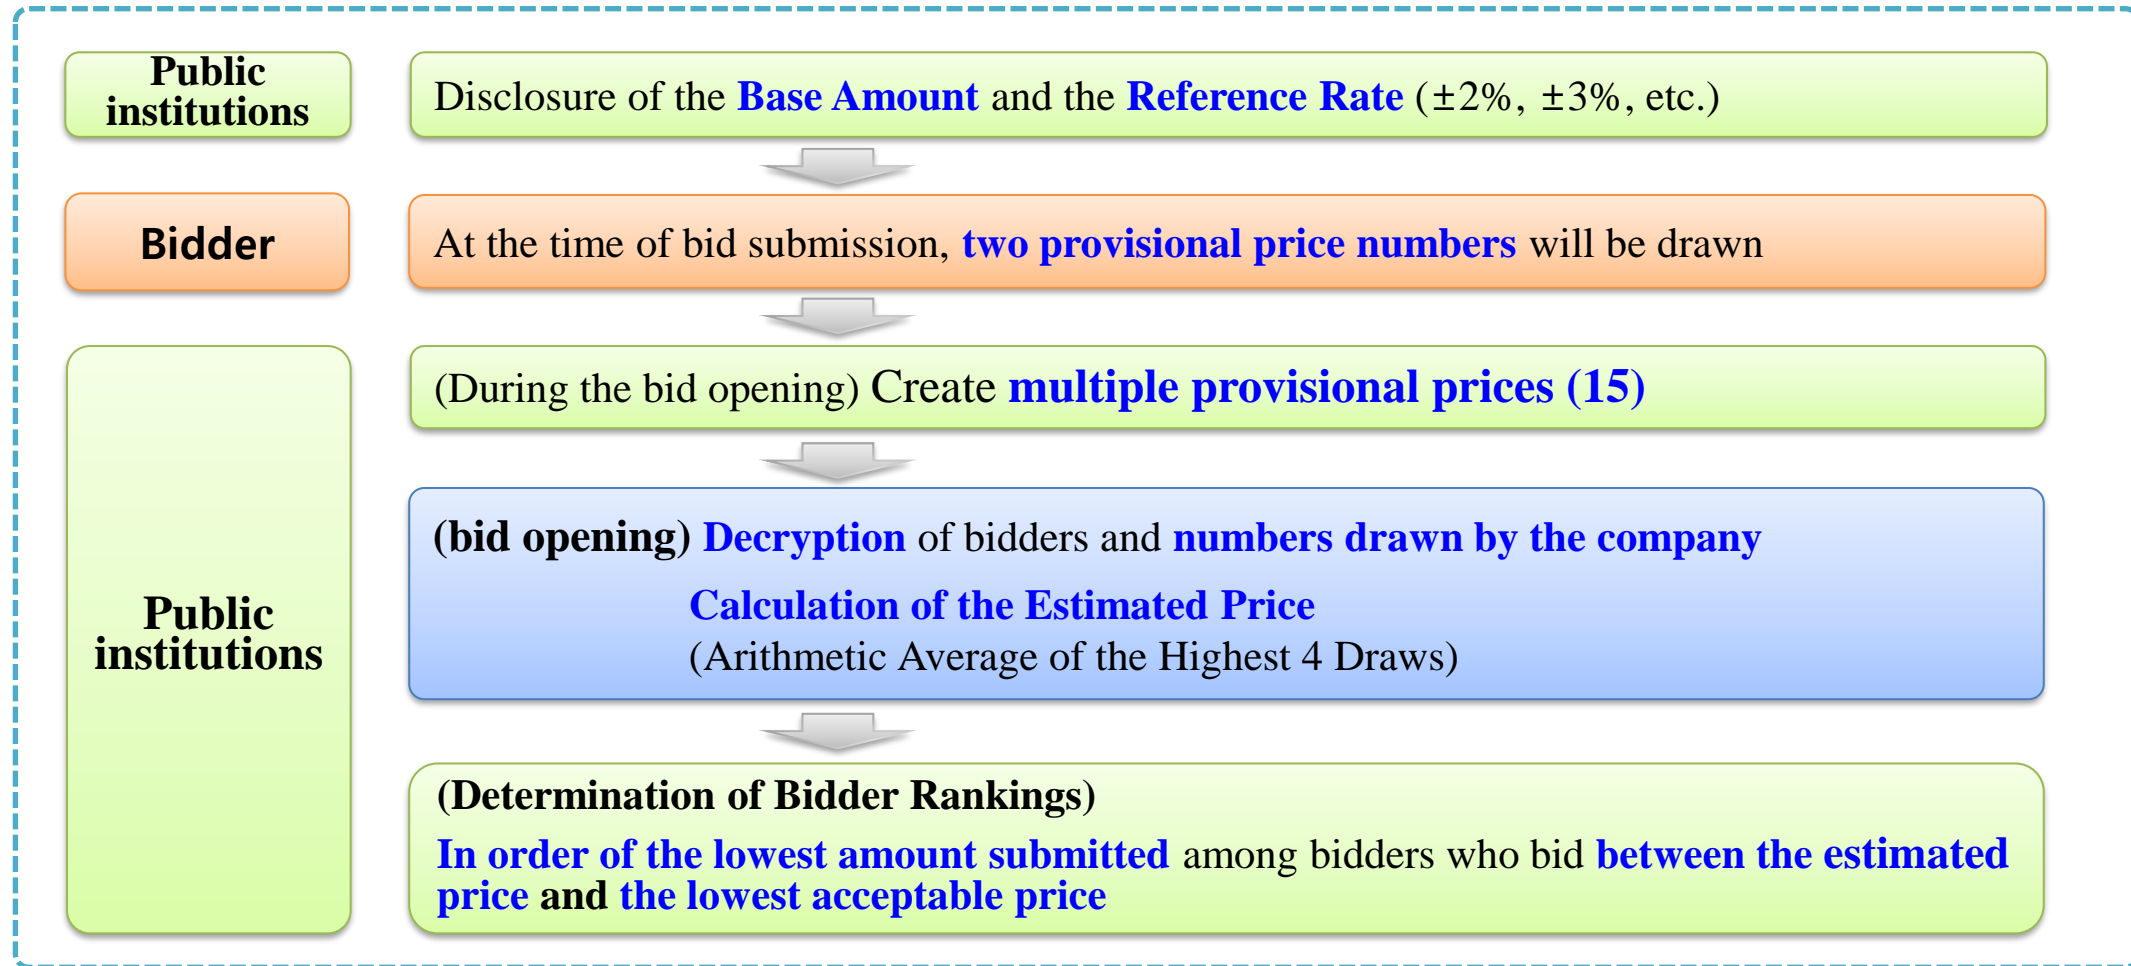 Public
institutions
Disclosure of the Base Amount and the Reference Rate (±2%, ±3%, etc.)
Bidder
At the time of bid submission, two provisional price numbers will be drawn
Public
institutions
(During the bid opening) Create multiple provisional prices (15)
(bid opening) Decryption of bidders and numbers drawn by the company
Calculation of the Estimated Price
(Arithmetic Average of the Highest 4 Draws)
(Determination of Bidder Rankings)
In order of the lowest amount submitted among bidders who bid between the estimated
price and the lowest acceptable price